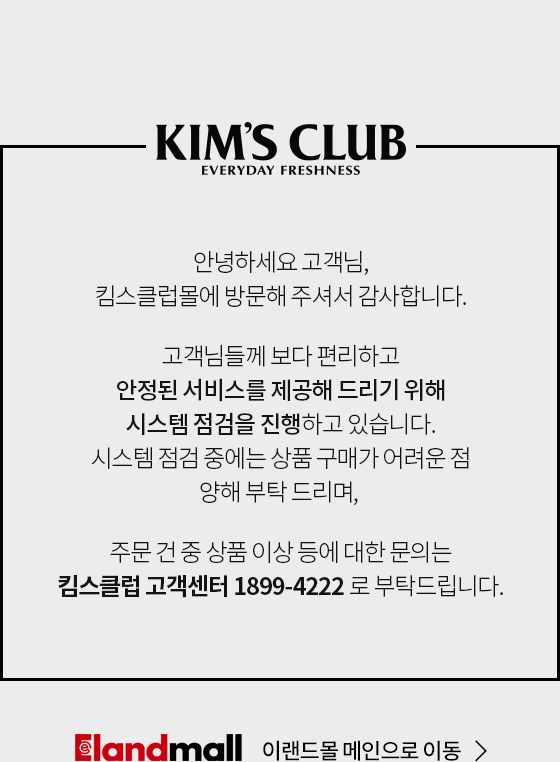 KIM'S CLUB
EVERYDAY FRESHNESS
안녕하세요 고객님,
킴스클럽몰에 방문해 주셔서 감사합니다.
고객님들께 보다 편리하고
안정된 서비스를 제공해 드리기 위해
시스템 점검을 진행하고 있습니다.
시스템 점검 중에는 상품 구매가 어려운 점
양해 부탁 드리며,
주문 건 중 상품 이상 등에 대한 문의는
킴스클럽 고객센터 1899-4222 로 부탁드립니다.
Elandmall 이랜드몰 메인으로 이동 >